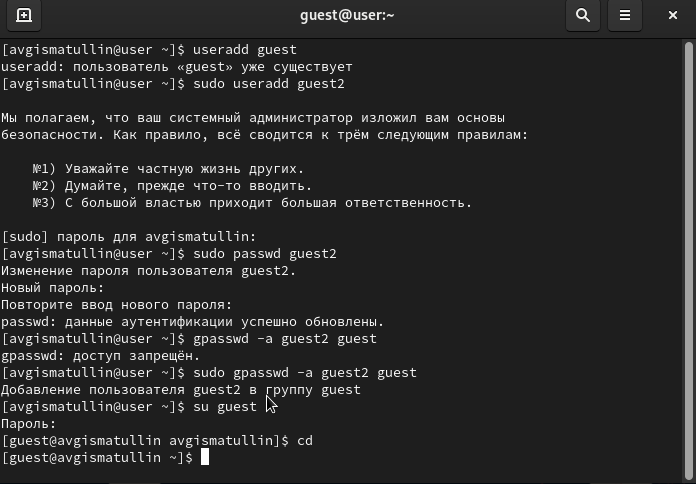 guest@user:~
[avgismatullin@user ~]$ useradd guest
useradd: пользователь «guest» уже существует
[avgismatullin@user ~]$ sudo useradd guest2
Мы полагаем, что ваш системный администратор изложил вам основы
безопасности. Как правило, всё сводится к трём следующим правилам:
№1) Уважайте частную жизнь других.
№2) Думайте, прежде что-то вводить.
№3) С большой властью приходит большая ответственность.
[sudo] пароль для avgismatullin:
[avgismatullin@user ~]$ sudo passwd guest2
Изменение пароля пользователя guest2.
Новый пароль:
Повторите ввод нового пароля:
passwd: данные аутентификации успешно обновлены.
[avgismatullin@user ~]$ gpasswd -a guest2 guest
gpasswd: доступ запрещён.
[avgismatullin@user ~]$ sudo gpasswd -a guest2 guest
Добавление пользователя guest2 в группу guest
[avgismatullin@user ~]$ su guest
Пароль:
[guest@avgismatullin avgismatullin]$ cd
[guest@avgismatullin ~]$